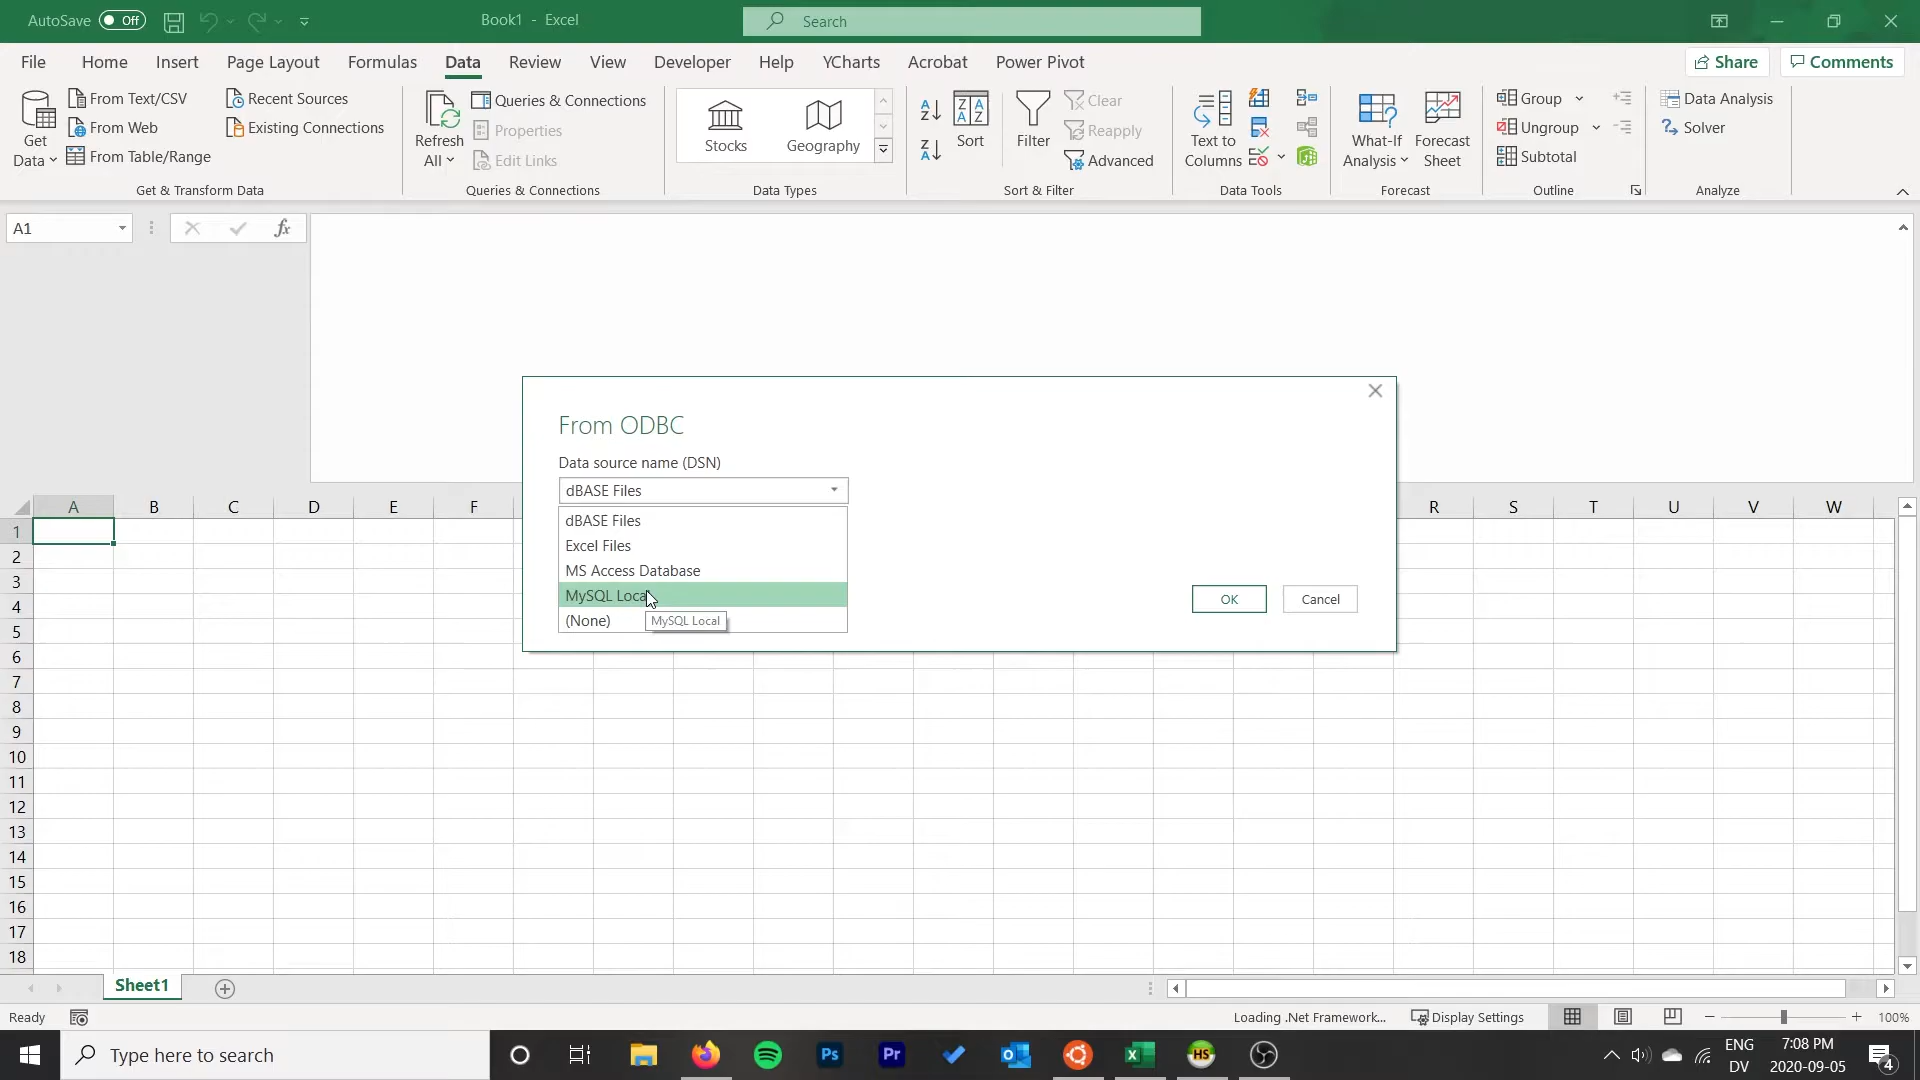 AutoSave Off Book1 - Excel Search
File Home Insert Page Layout Formulas Data Review View Developer Help YCharts Acrobat Power Pivot Share Comments
Get Data
From Text/CSV
From Web
From Table/Range
Recent Sources
Existing Connections
Get & Transform Data
Refresh All
Queries & Connections
Properties
Edit Links
Queries & Connections
Stocks
Geography
Data Types
Sort
Filter
Clear
Reapply
Advanced
Sort & Filter
Text to Columns
Data Tools
What-If Analysis
Forecast Sheet
Forecast
Group
Ungroup
Subtotal
Outline
Data Analysis
Solver
Analyze
A1
fx
From ODBC
Data source name (DSN)
dBASE Files
dBASE Files
Excel Files
MS Access Database
MySQL Local
(None)
MySQL Local
OK Cancel
A B C D E F R S T U V W
1
2
3
4
5
6
7
8
9
10
11
12
13
14
15
16
17
18
Sheet1
Ready Loading .Net Framework... Display Settings 100%
Type here to search
Ps Pr HS
ENG
DV
7:08 PM
2020-09-05
4